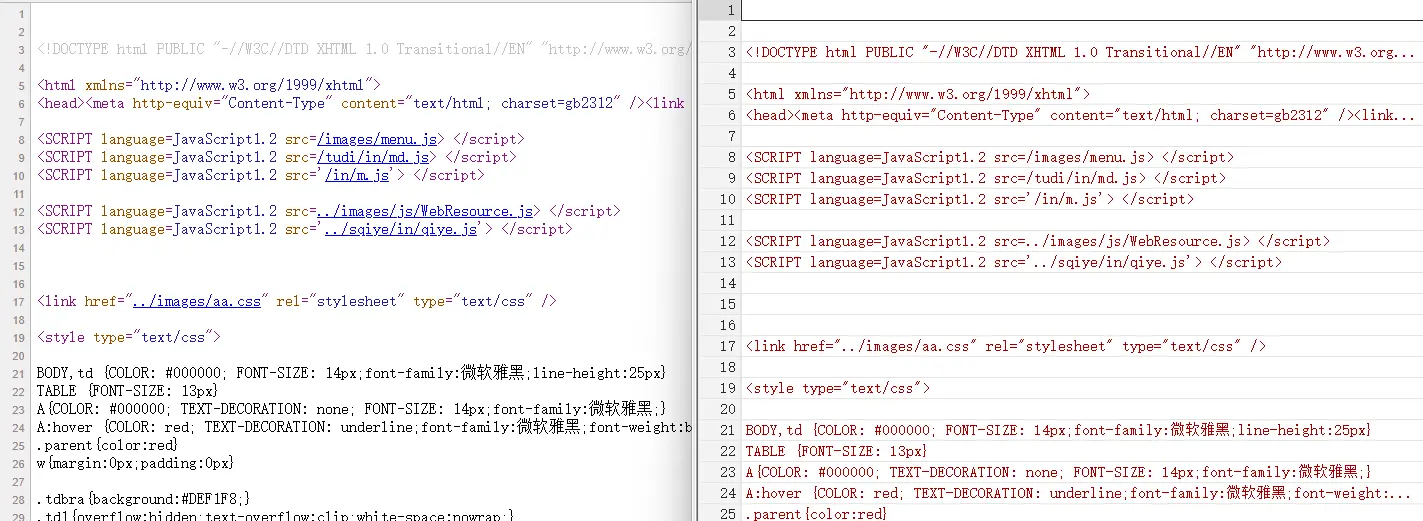 1
2
3 <!DOCTYPE html PUBLIC "-//W3C//DTD XHTML 1.0 Transitional//EN" "http://www.w3.org/
4
5 <html xmlns="http://www.w3.org/1999/xhtml">
6 <head><meta http-equiv="Content-Type" content="text/html; charset=gb2312" /><link
7
8 <SCRIPT language=JavaScript1.2 src=/images/menu.js> </script>
9 <SCRIPT language=JavaScript1.2 src=/tudi/in/md.js> </script>
10 <SCRIPT language=JavaScript1.2 src='/in/m.js'> </script>
11
12 <SCRIPT language=JavaScript1.2 src=../images/js/WebResource.js> </script>
13 <SCRIPT language=JavaScript1.2 src='../sqiye/in/qiye.js'> </script>
14
15
16
17 <link href="../images/aa.css" rel="stylesheet" type="text/css" />
18
19 <style type="text/css">
20
21 BODY,td {COLOR: #000000; FONT-SIZE: 14px;font-family:微软雅黑;line-height:25px}
22 TABLE {FONT-SIZE: 13px}
23 A{COLOR: #000000; TEXT-DECORATION: none; FONT-SIZE: 14px;font-family:微软雅黑;}
24 A:hover {COLOR: red; TEXT-DECORATION: underline;font-family:微软雅黑;font-weight:b
25 .parent{color:red}
26 w{margin:0px;padding:0px}
27
28 .tdbra{background:#DEF1F8;}
29 .tdl{overflow:hidden;text-overflow:clip;white-space:nowrap;}
1
2
3 <!DOCTYPE html PUBLIC "-//W3C//DTD XHTML 1.0 Transitional//EN" "http://www.w3.org...
4
5 <html xmlns="http://www.w3.org/1999/xhtml">
6 <head><meta http-equiv="Content-Type" content="text/html; charset=gb2312" /><link...
7
8 <SCRIPT language=JavaScript1.2 src=/images/menu.js> </script>
9 <SCRIPT language=JavaScript1.2 src=/tudi/in/md.js> </script>
10 <SCRIPT language=JavaScript1.2 src='/in/m.js'> </script>
11
12 <SCRIPT language=JavaScript1.2 src=../images/js/WebResource.js> </script>
13 <SCRIPT language=JavaScript1.2 src='../sqiye/in/qiye.js'> </script>
14
15
16
17 <link href="../images/aa.css" rel="stylesheet" type="text/css" />
18
19 <style type="text/css">
20
21 BODY,td {COLOR: #000000; FONT-SIZE: 14px;font-family:微软雅黑;line-height:25px}
22 TABLE {FONT-SIZE: 13px}
23 A{COLOR: #000000; TEXT-DECORATION: none; FONT-SIZE: 14px;font-family:微软雅黑;}
24 A:hover {COLOR: red; TEXT-DECORATION: underline;font-family:微软雅黑;font-weight:...
25 .parent{color:red}